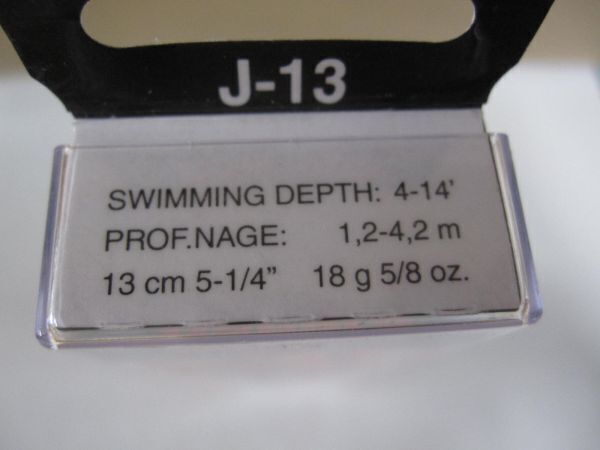 J-13
SWIMMING DEPTH: 4-14'
PROF.NAGE: 1,2-4,2 m
13 cm 5-1/4" 18 g 5/8 oz.